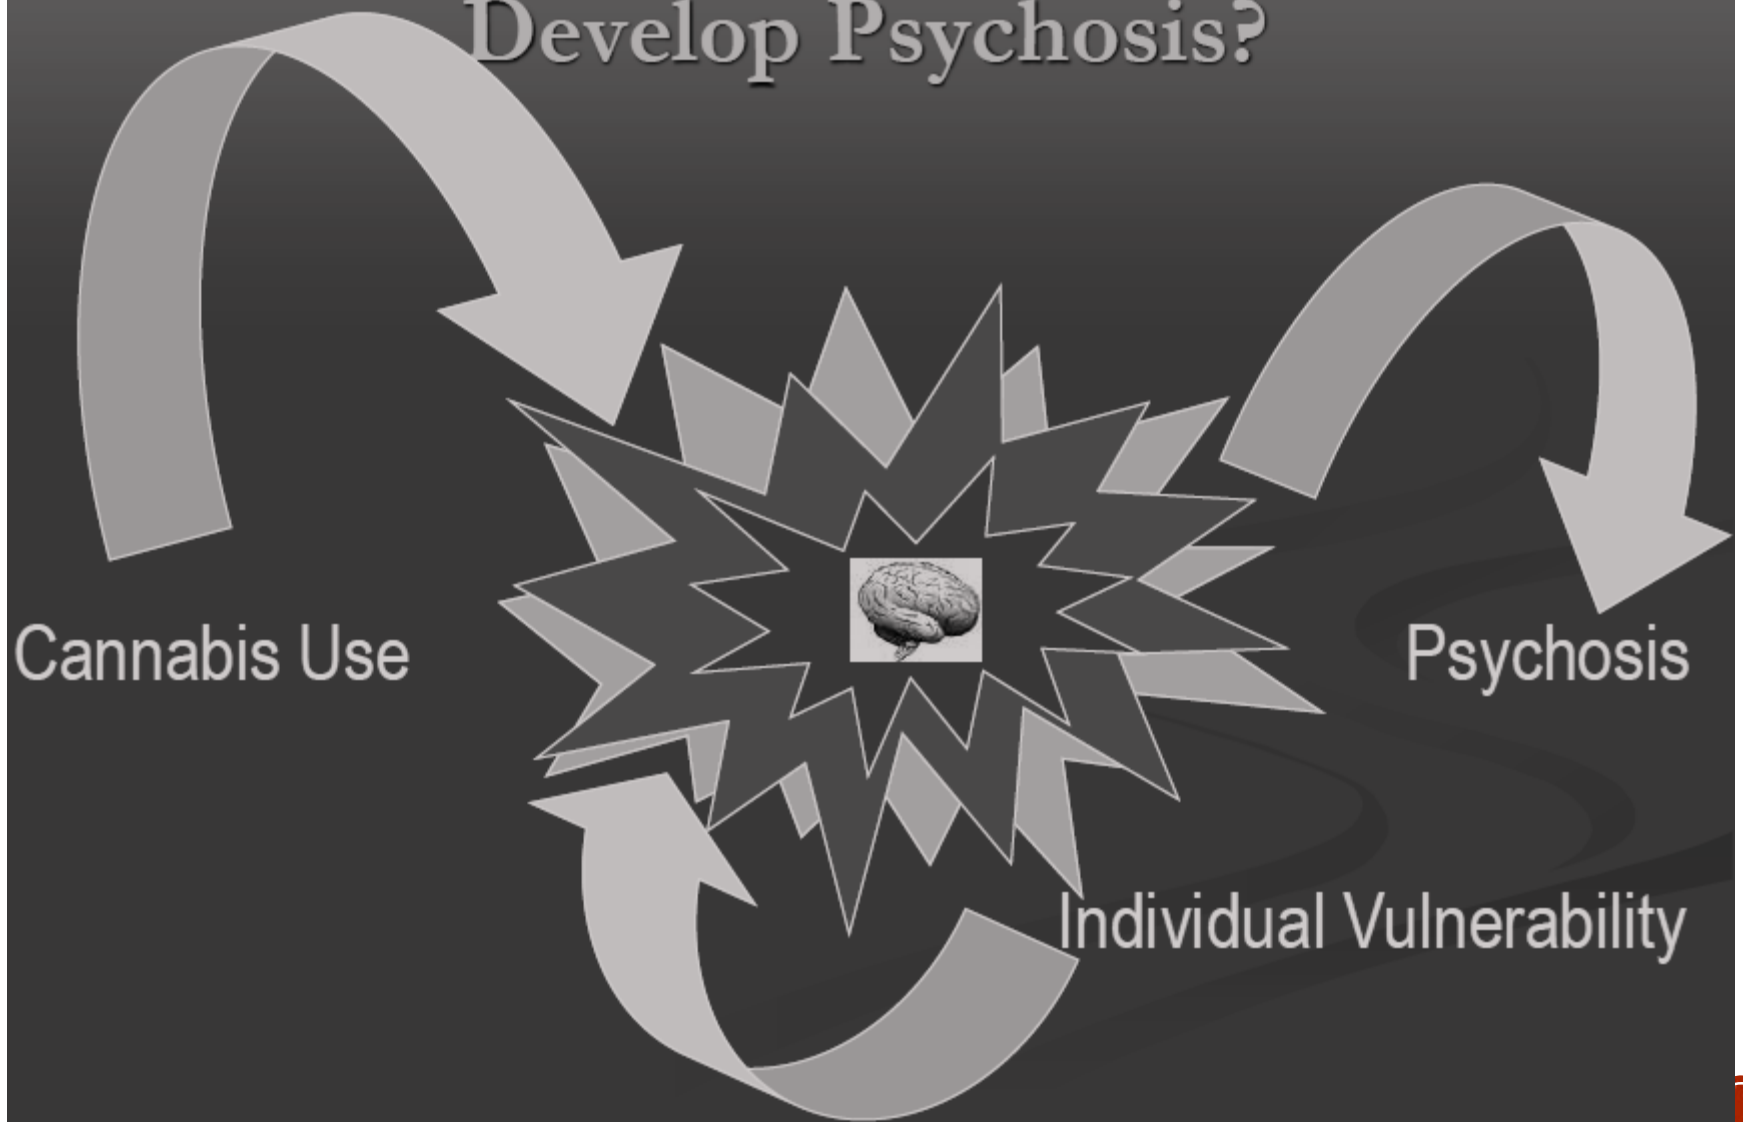 Develop Psychosis?
Cannabis Use
Psychosis
Individual Vulnerability